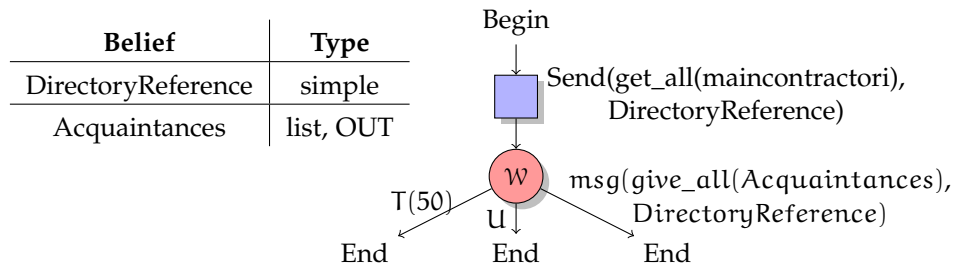 Belief Type
DirectoryReference simple
Acquaintances list, OUT
Begin
Send(get_all(maincontractori),
DirectoryReference)
W
msg(give_all(Acquaintances),
DirectoryReference)
T(50)
U
End End End